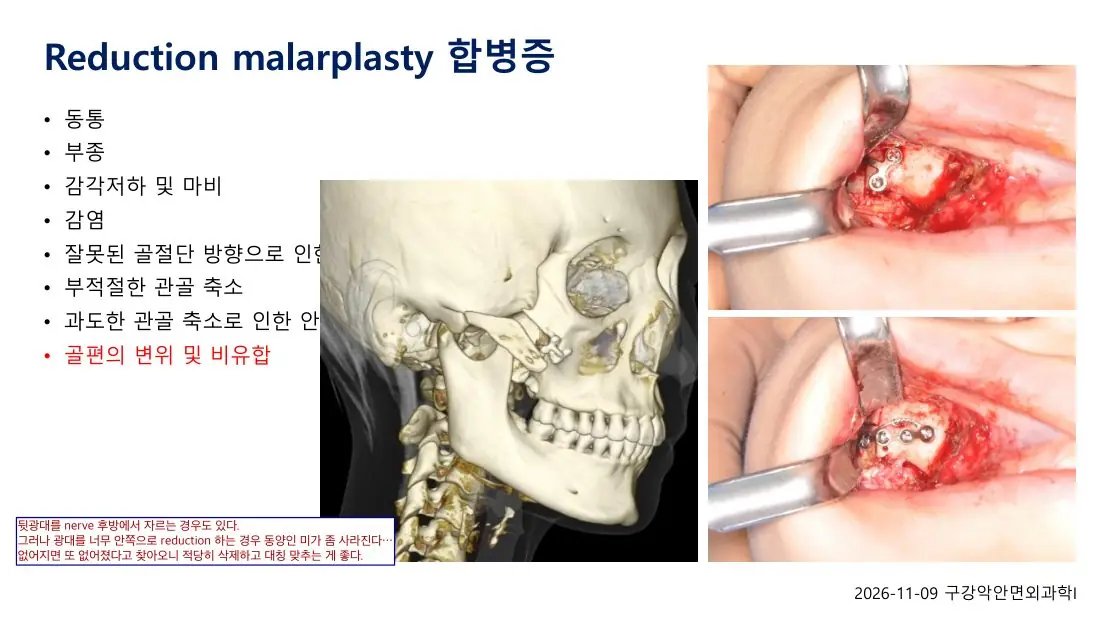 Reduction malarplasty 합병증
• 동통
• 부종
• 감각저하 및 마비
• 감염
• 잘못된 골절단 방향으로 인한
• 부적절한 관골 축소
• 과도한 관골 축소로 인한 안
• 골편의 변위 및 비유합
뒷광대를 nerve 후방에서 자르는 경우도 있다.
그러나 광대를 너무 안쪽으로 reduction 하는 경우 동양인 미가 좀 사라진다…
없어지면 또 없어졌다고 찾아오니 적당히 삭제하고 대칭 맞추는 게 좋다.
2026-11-09 구강악안면외과학I